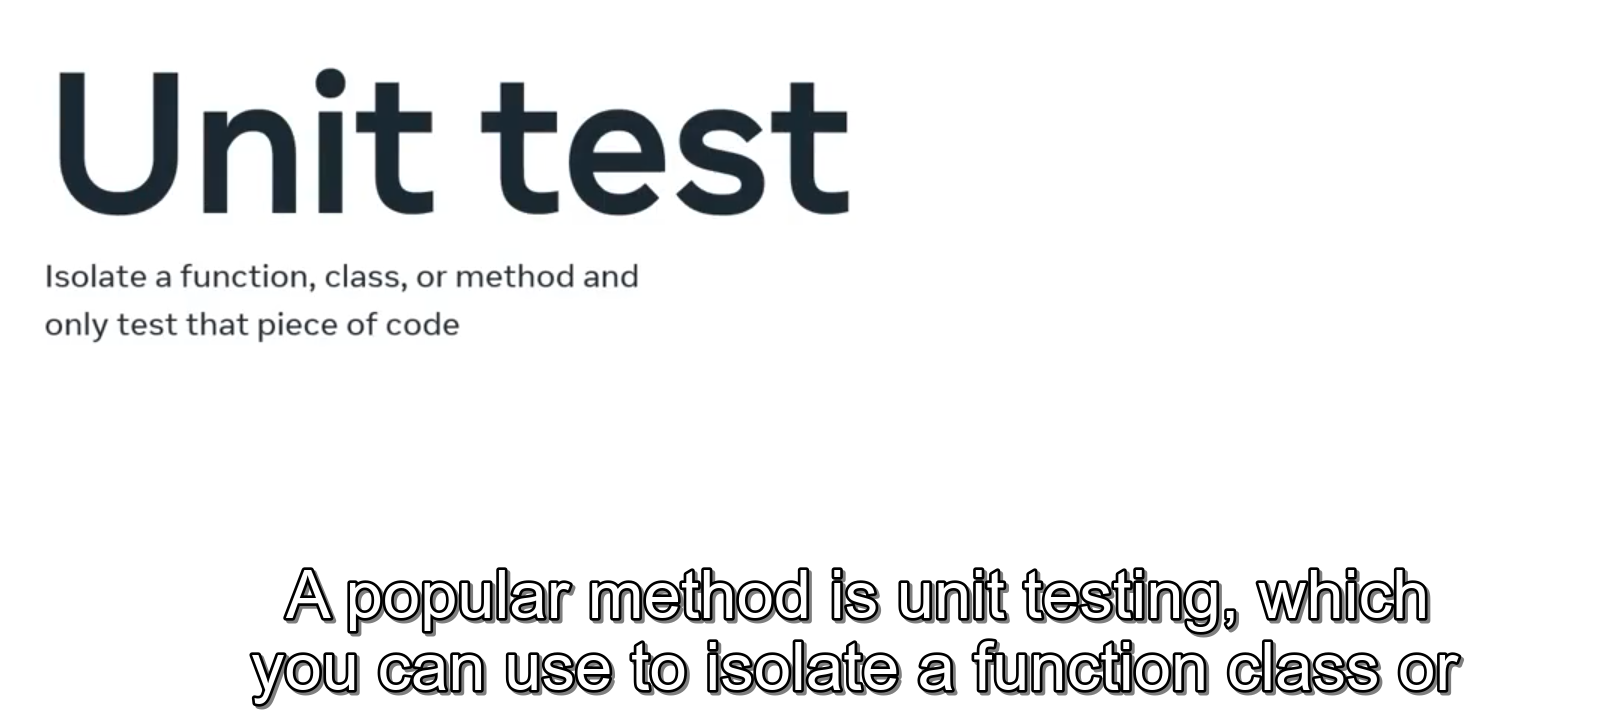 Unit test
Isolate a function, class, or method and
only test that piece of code
A popular method is unit testing, which
you can use to isolate a function class or